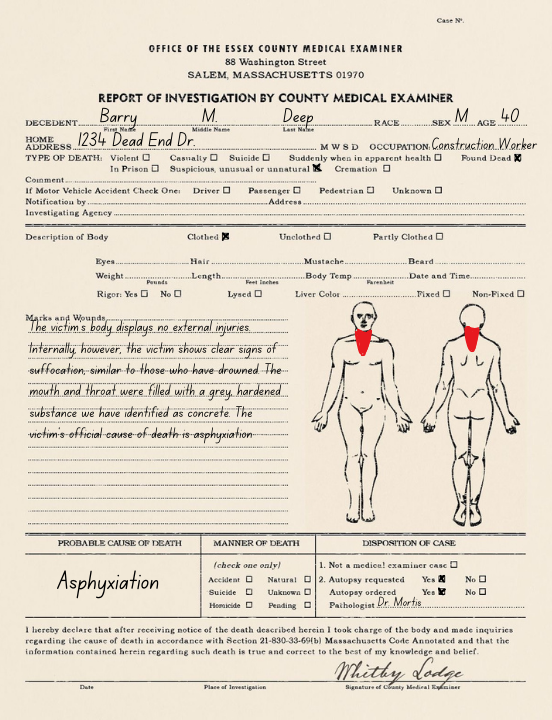 Case Nº.
OFFICE OF THE ESSEX COUNTY MEDICAL EXAMINER
88 Washington Street
SALEM, MASSACHUSETTS 01970
REPORT OF INVESTIGATION BY COUNTY MEDICAL EXAMINER
DECEDENT Barry M. Deep RACE SEX M AGE 40
First Name Middle Name Last Name
HOME ADDRESS 1234 Dead End Dr. M W S D OCCUPATION Construction Worker
TYPE OF DEATH: Violent Casualty Suicide Suddenly when in apparent health Found Dead
In Prison Suspicious, unusual or unnatural Cremation
Comment
If Motor Vehicle Accident Check One: Driver Passenger Pedestrian Unknown
Notification by Address
Investigating Agency
Description of Body Clothed Unclothed Partly Clothed
Eyes Hair Mustache Beard
Weight Length Body Temp Date and Time
Pounds Feet Inches Farenheit
Rigor: Yes No Lysed Liver Color Fixed Non-Fixed
Marks and Wounds
The victim's body displays no external injuries.
Internally, however, the victim shows clear signs of
suffocation, similar to those who have drowned. The
mouth and throat were filled with a grey, hardened
substance we have identified as concrete. The
victim's official cause of death is asphyxiation
PROBABLE CAUSE OF DEATH
Asphyxiation
MANNER OF DEATH
(check one only)
Accident Natural
Suicide Unknown
Homicide Pending
DISPOSITION OF CASE
1. Not a medical examiner case
2. Autopsy requested Yes No
Autopsy ordered Yes No
Pathologist Dr. Mortis
I hereby declare that after receiving notice of the death described herein I took charge of the body and made inquiries
regarding the cause of death in accordance with Section 21-830-33-69(b) Massachusetts Code Annotated and that the
information contained herein regarding such death is true and correct to the best of my knowledge and belief.
Whitby Lodge
Date Place of Investigation Signature of County Medical Examiner